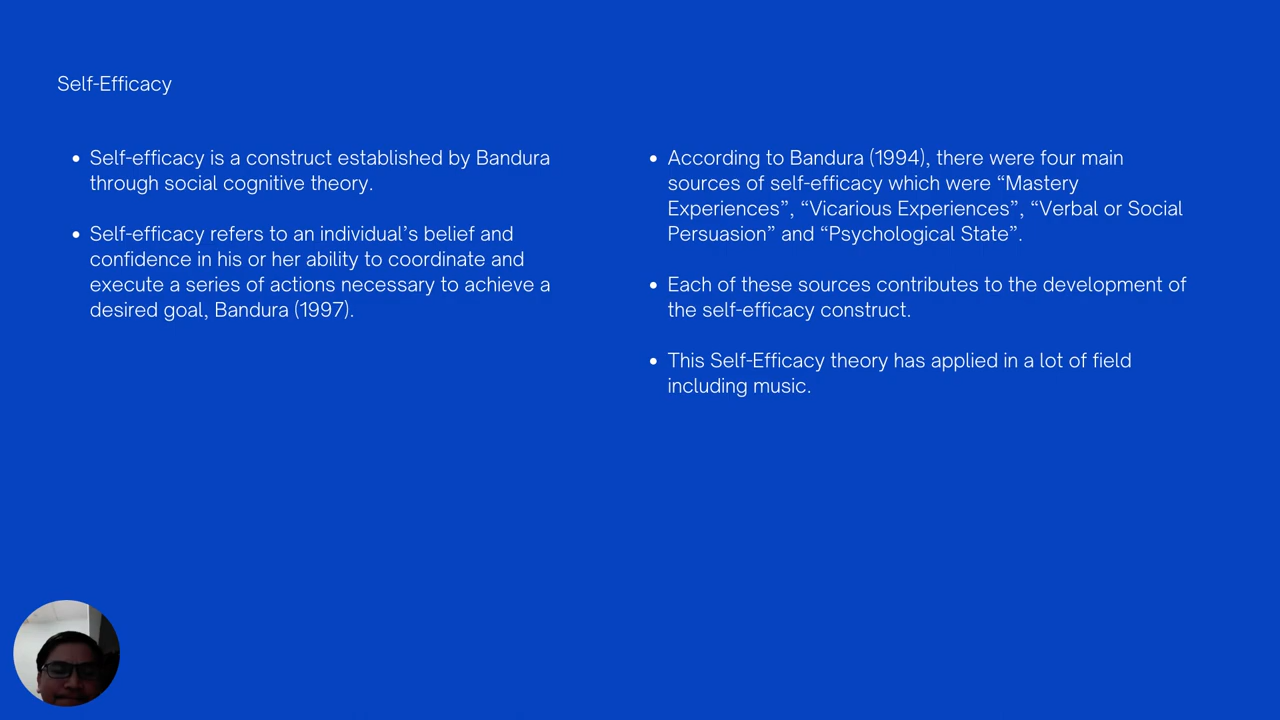 Self-Efficacy
• Self-efficacy is a construct established by Bandura
through social cognitive theory.
• Self-efficacy refers to an individual’s belief and
confidence in his or her ability to coordinate and
execute a series of actions necessary to achieve a
desired goal, Bandura (1997).
• According to Bandura (1994), there were four main
sources of self-efficacy which were “Mastery
Experiences”, “Vicarious Experiences”, “Verbal or Social
Persuasion” and “Psychological State”.
• Each of these sources contributes to the development of
the self-efficacy construct.
• This Self-Efficacy theory has applied in a lot of field
including music.